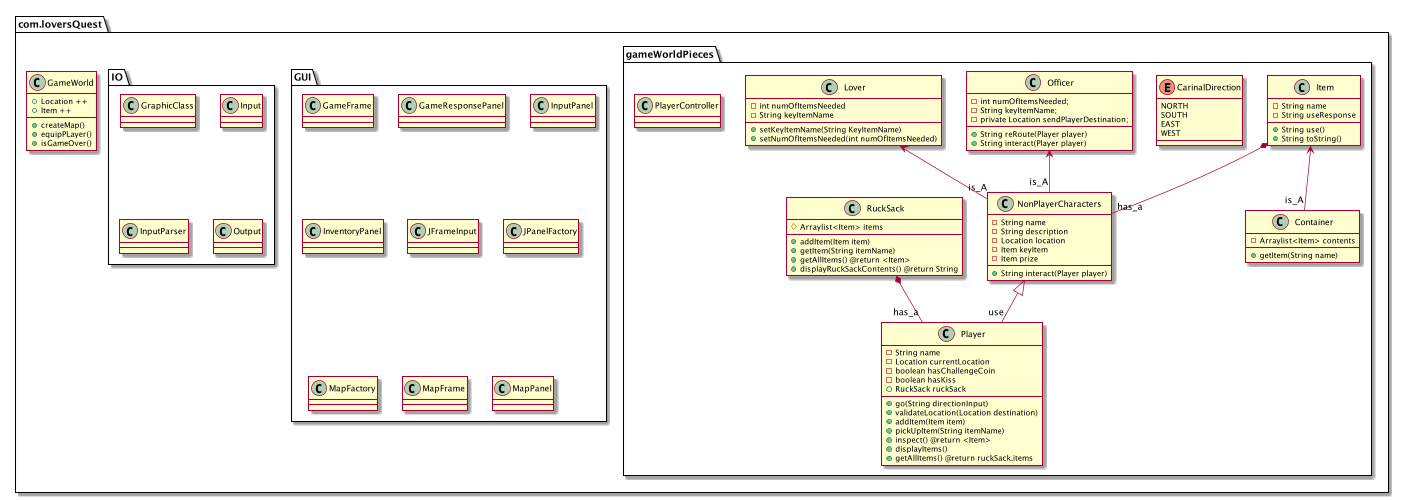 com.loversQuest
GameWorld
Location ++
Item ++
createMap()
equipPLayer()
isGameOver()
IO
GraphicClass
Input
InputParser
Output
GUI
GameFrame
GameResponsePanel
InputPanel
InventoryPanel
JFrameInput
JPanelFactory
MapFactory
MapFrame
MapPanel
gameWorldPieces
PlayerController
Lover
int numOfItemsNeeded
String keyItemName
setKeyItemName(String KeyItemName)
setNumOfItemsNeeded(int numOfItemsNeeded)
Officer
int numOfItemsNeeded;
String keyItemName;
private Location sendPlayerDestination;
String reRoute(Player player)
String interact(Player player)
CarinalDirection
NORTH
SOUTH
EAST
WEST
Item
String name
String useResponse
String use()
String toString()
is_A
is_A
has_a
is_A
RuckSack
Arraylist<Item> items
addItem(Item item)
getItem(String itemName)
getAllItems() @return <Item>
displayRuckSackContents() @return String
NonPlayerCharacters
String name
String description
Location location
Item keyItem
Item prize
String interact(Player player)
Container
Arraylist<Item> contents
getItem(String name)
has_a
use
Player
String name
Location currentLocation
boolean hasChallengeCoin
boolean hasKiss
RuckSack ruckSack
go(String directionInput)
validateLocation(Location destination)
addItem(Item item)
pickUpItem(String itemName)
inspect() @return <Item>
displayItems()
getAllItems() @return ruckSack.items